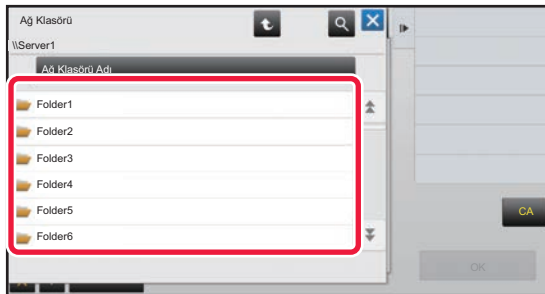 Ağ Klasörü
\\Server1
Ağ Klasörü Adı
Folder1
Folder2
Folder3
Folder4
Folder5
Folder6
CA
OK